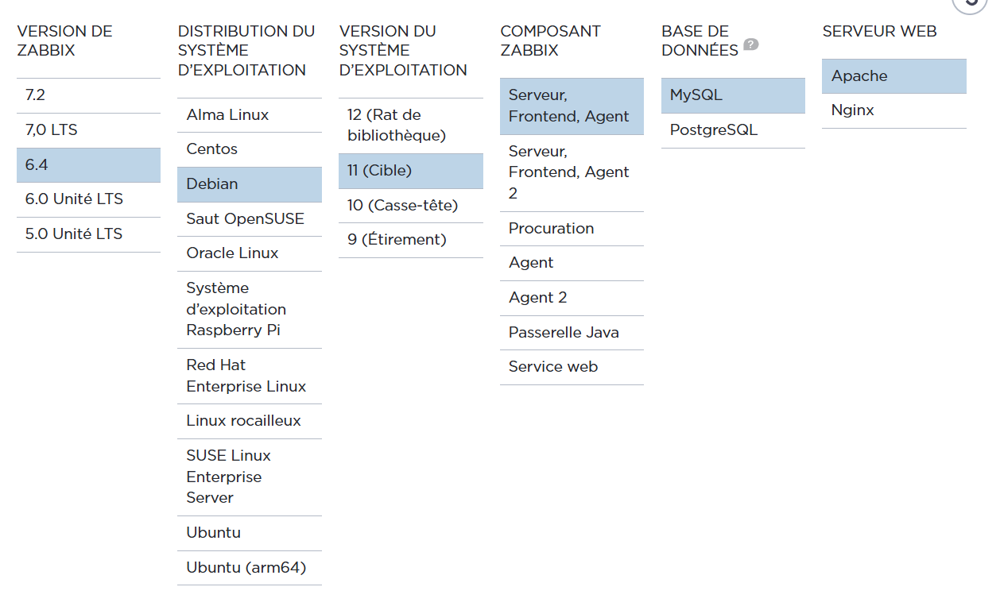 VERSION DE
ZABBIX
7.2
7,0 LTS
6.4
6.0 Unité LTS
5.0 Unité LTS
DISTRIBUTION DU
SYSTÈME
D'EXPLOITATION
Alma Linux
Centos
Debian
Saut OpenSUSE
Oracle Linux
Système
d'exploitation
Raspberry Pi
Red Hat
Enterprise Linux
Linux rocailleux
SUSE Linux
Enterprise
Server
Ubuntu
Ubuntu (arm64)
VERSION DU
SYSTÈME
D'EXPLOITATION
12 (Rat de
bibliothèque)
11 (Cible)
10 (Casse-tête)
9 (Étirement)
COMPOSANT
ZABBIX
Serveur,
Frontend, Agent
Serveur,
Frontend, Agent
2
Procuration
Agent
Agent 2
Passerelle Java
Service web
BASE DE
DONNÉES ?
MySQL
PostgreSQL
SERVEUR WEB
Apache
Nginx